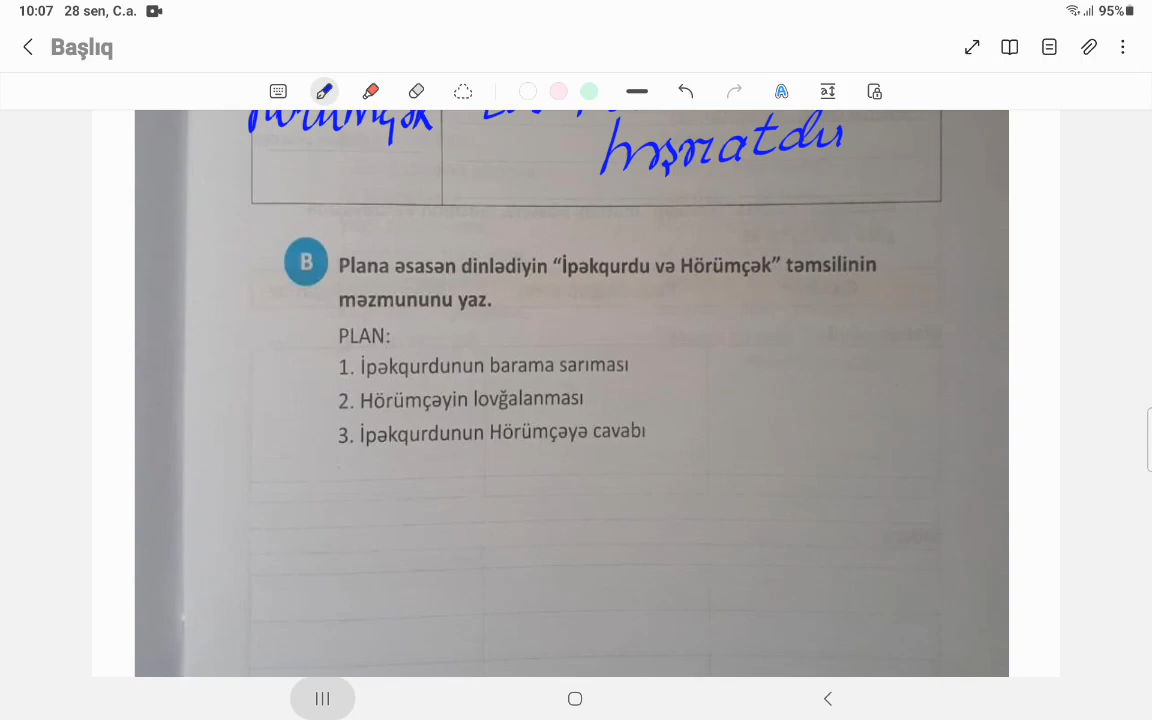 10:07 28 sen, C.a. 95%
Başlıq
hörümçək
həşəratdır
B Plana əsasən dinlədiyin “İpəkqurdu və Hörümçək” təmsilinin
məzmununu yaz.
PLAN:
1. İpəkqurdunun barama sarıması
2. Hörümçəyin lovğalanması
3. İpəkqurdunun Hörümçəyə cavabı